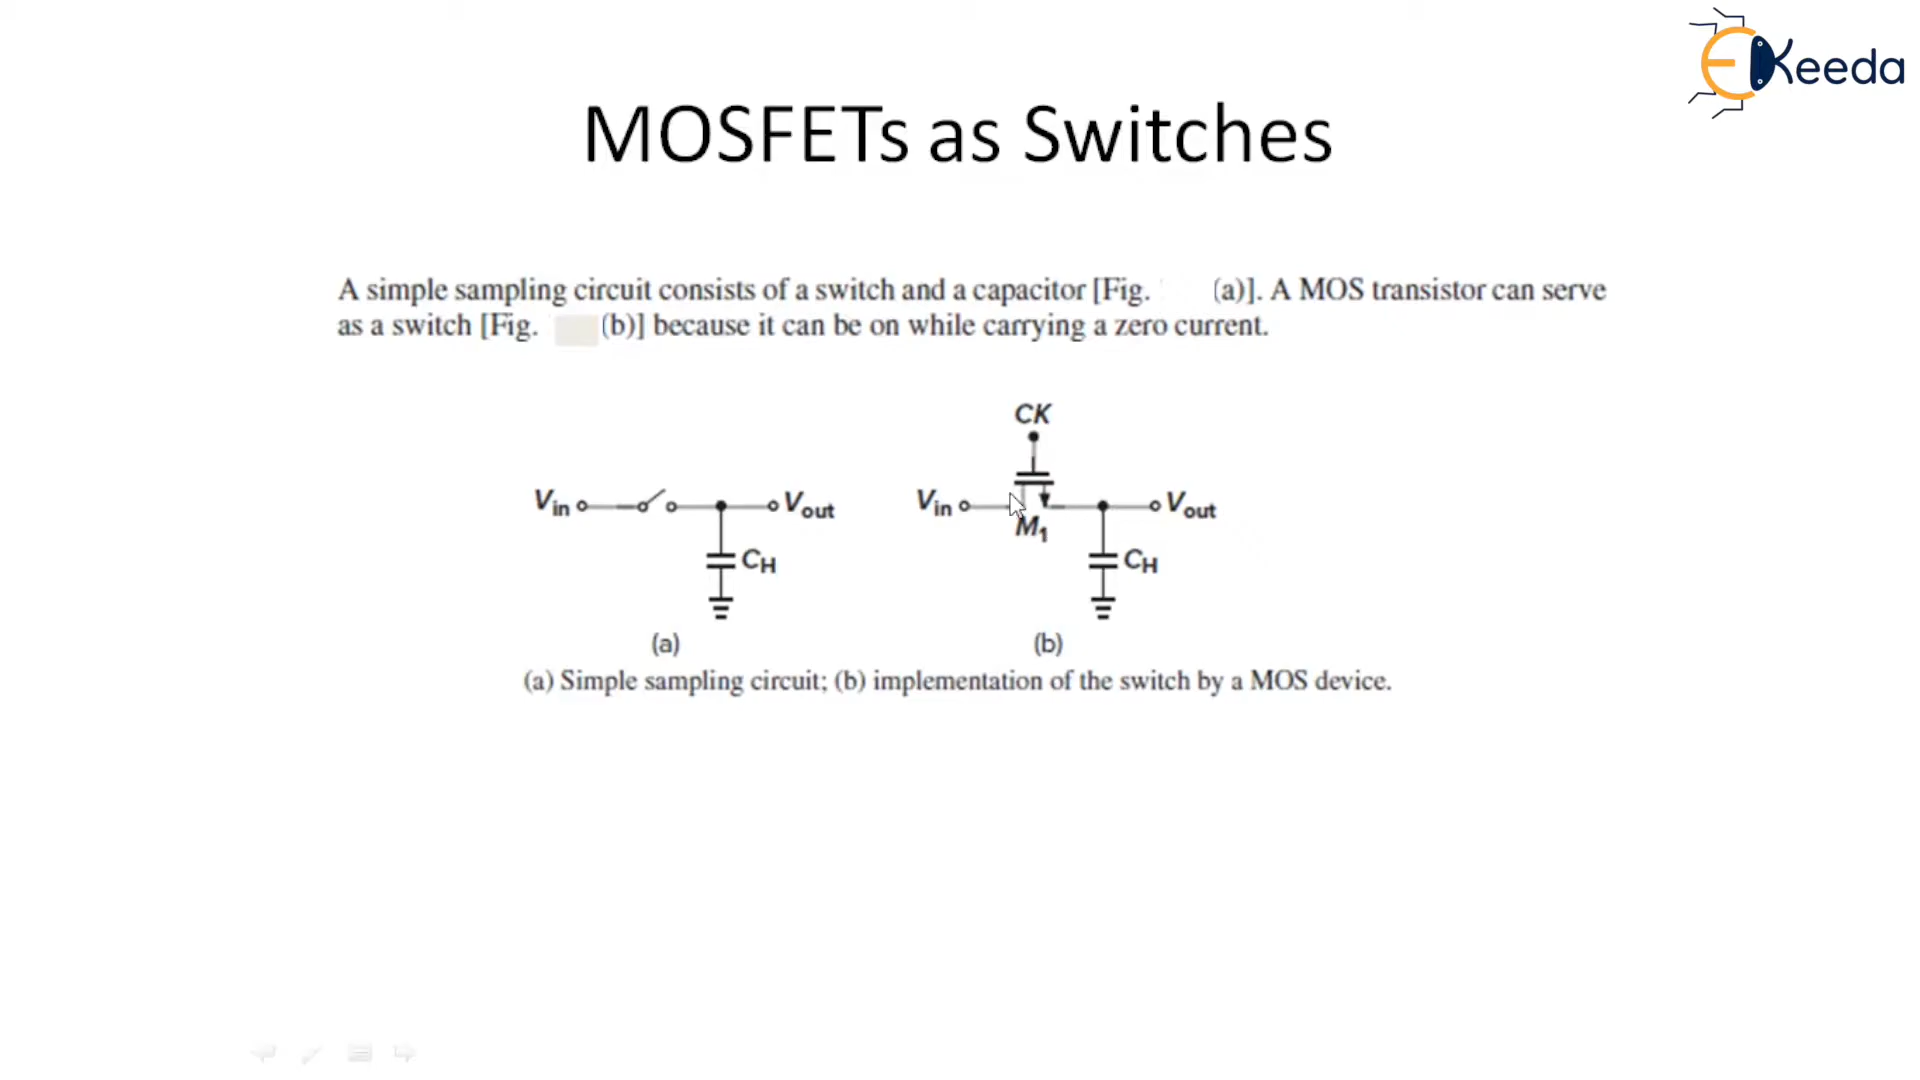 EKeeda
MOSFETs as Switches
A simple sampling circuit consists of a switch and a capacitor [Fig. (a)]. A MOS transistor can serve
as a switch [Fig. (b)] because it can be on while carrying a zero current.
CK
Vin Vout Vin Vout
M1
CH CH
(a) (b)
(a) Simple sampling circuit; (b) implementation of the switch by a MOS device.